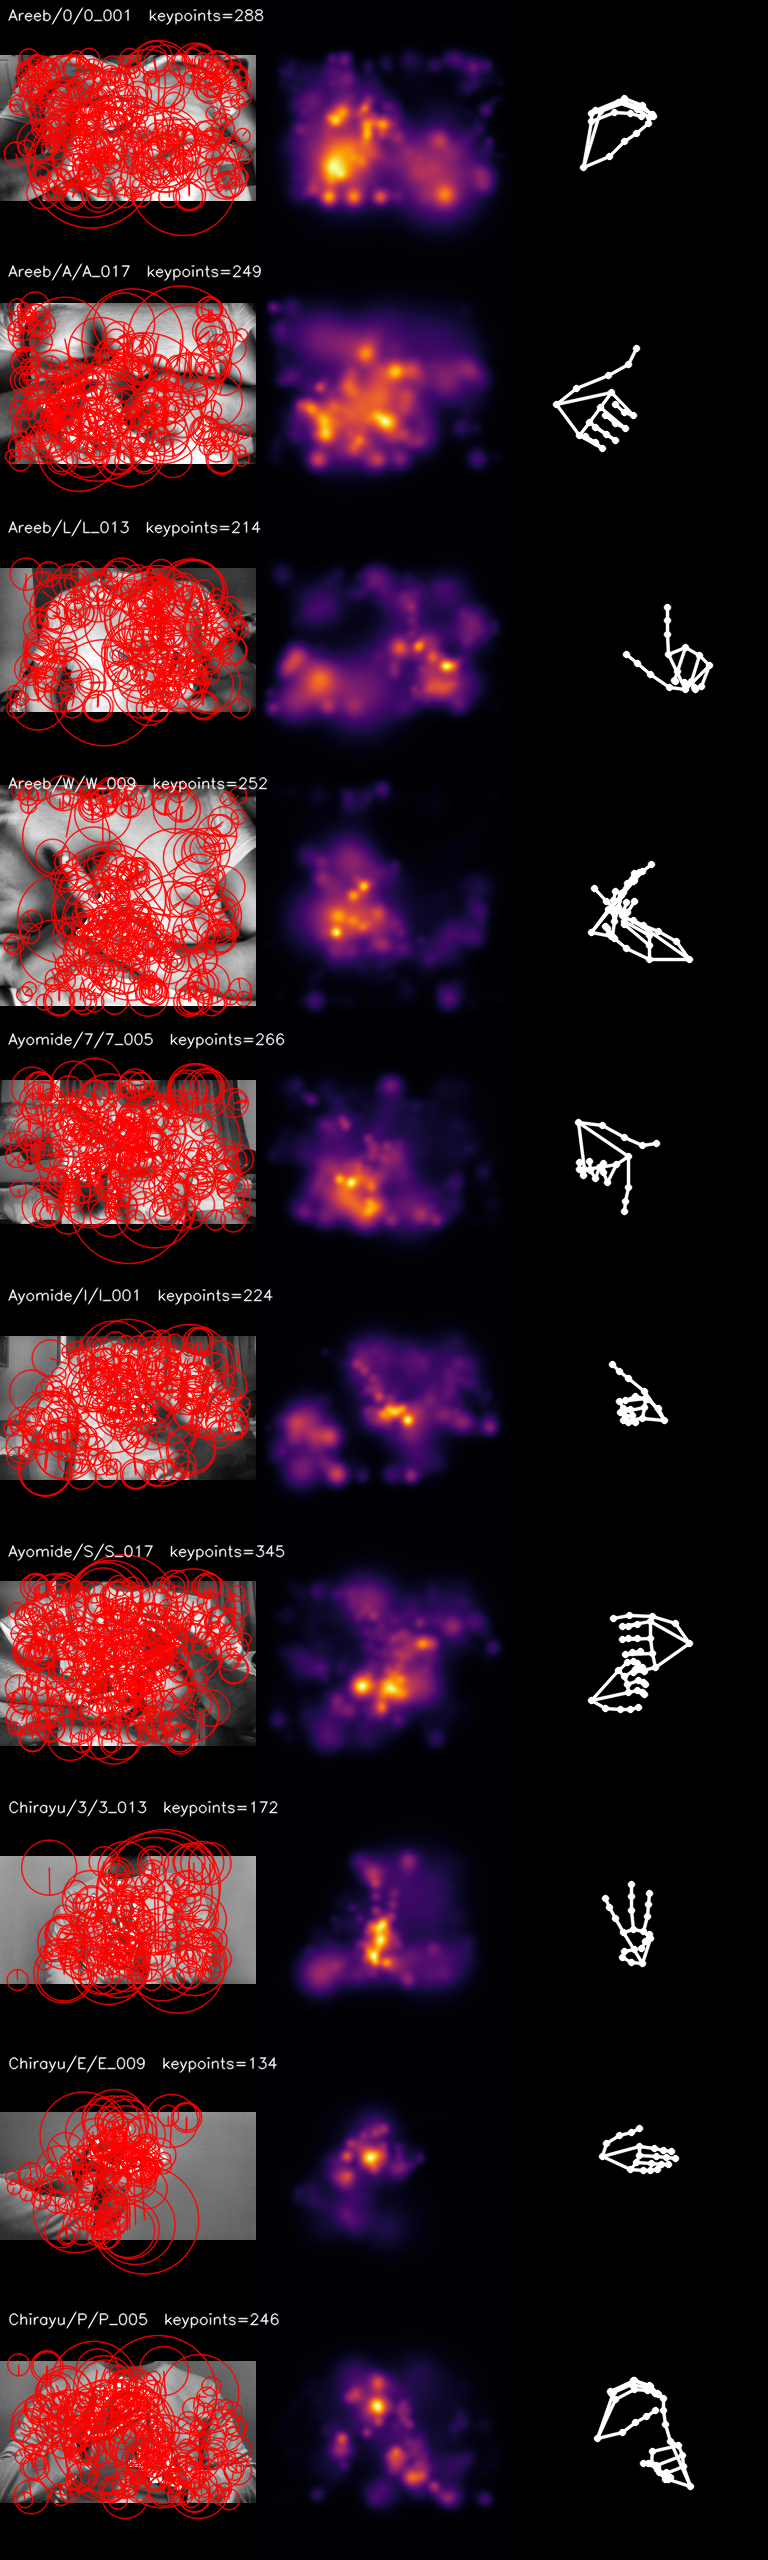 Areeb/0/0_001 keypoints=288
Areeb/A/A_017 keypoints=249
Areeb/L/L_013 keypoints=214
Areeb/W/W_009 keypoints=252
Ayomide/7/7_005 keypoints=266
Ayomide/I/I_001 keypoints=224
Ayomide/S/S_017 keypoints=345
Chirayu/3/3_013 keypoints=172
Chirayu/E/E_009 keypoints=134
Chirayu/P/P_005 keypoints=246